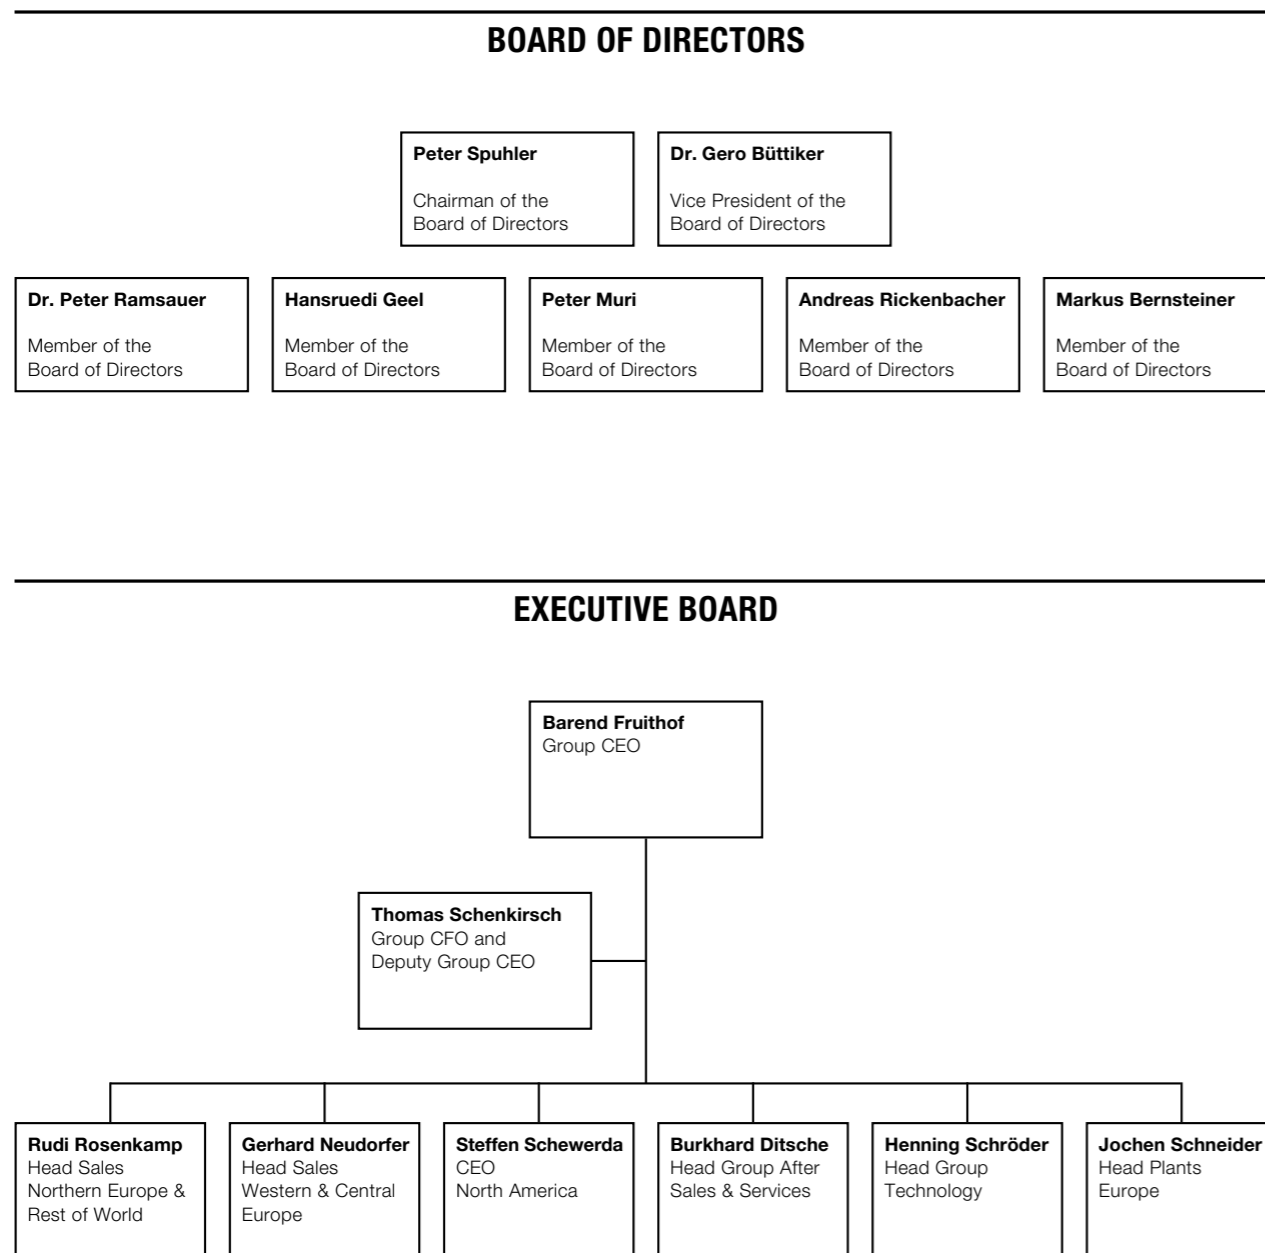 BOARD OF DIRECTORS
Peter Spuhler
Chairman of the
Board of Directors
Dr. Gero Büttiker
Vice President of the
Board of Directors
Dr. Peter Ramsauer
Member of the
Board of Directors
Hansruedi Geel
Member of the
Board of Directors
Peter Muri
Member of the
Board of Directors
Andreas Rickenbacher
Member of the
Board of Directors
Markus Bernsteiner
Member of the
Board of Directors
EXECUTIVE BOARD
Barend Fruithof
Group CEO
Thomas Schenkirsch
Group CFO and
Deputy Group CEO
Rudi Rosenkamp
Head Sales
Northern Europe &
Rest of World
Gerhard Neudorfer
Head Sales
Western & Central
Europe
Steffen Schewerda
CEO
North America
Burkhard Ditsche
Head Group After
Sales & Services
Henning Schröder
Head Group
Technology
Jochen Schneider
Head Plants
Europe